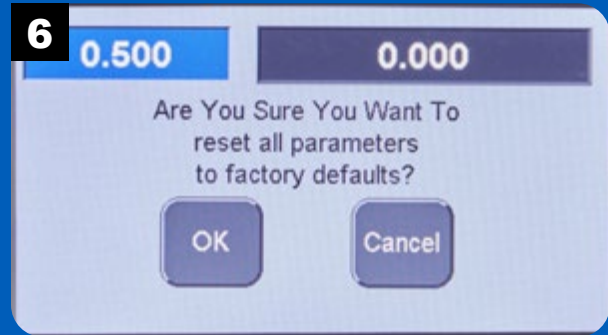 6
0.500 0.000
Are You Sure You Want To
reset all parameters
to factory defaults?
OK Cancel